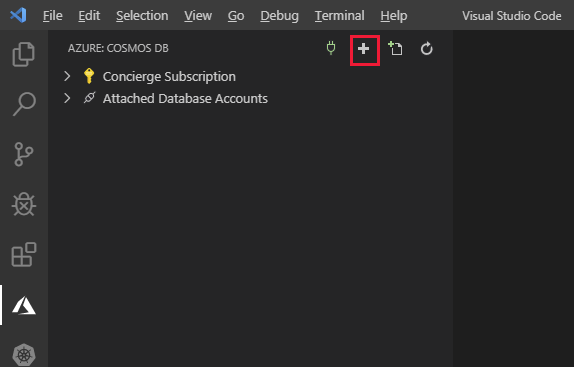 File Edit Selection View Go Debug Terminal Help Visual Studio Code
AZURE: COSMOS DB
Concierge Subscription
Attached Database Accounts